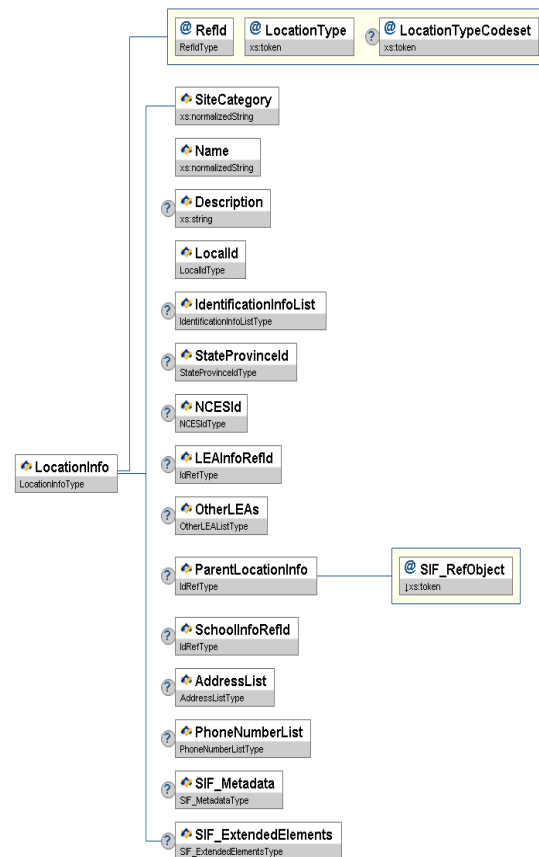 @ RefId
RefIdType
@ LocationType
xs:token
? @ LocationTypeCodeset
xs:token
SiteCategory
xs:normalizedString
Name
xs:normalizedString
? Description
xs:string
LocalId
LocalIdType
? IdentificationInfoList
IdentificationInfoListType
? StateProvinceId
StateProvinceIdType
? NCESId
NCESIdType
LocationInfo
LocationInfoType
? LEAInfoRefId
IdRefType
? OtherLEAs
OtherLEAListType
? ParentLocationInfo
IdRefType
@ SIF_RefObject
xs:token
? SchoolInfoRefId
IdRefType
? AddressList
AddressListType
? PhoneNumberList
PhoneNumberListType
? SIF_Metadata
SIF_MetadataType
? SIF_ExtendedElements
SIF_ExtendedElementsType